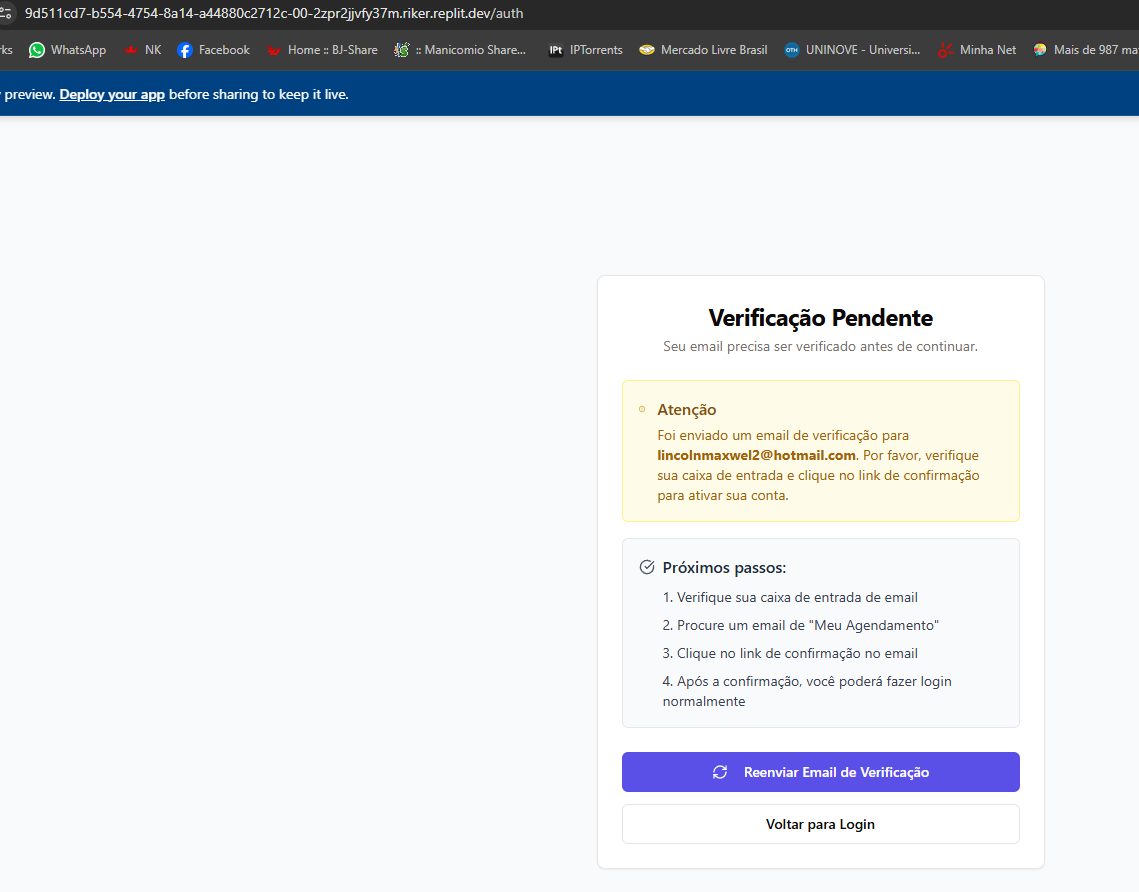 9d511cd7-b554-4754-8a14-a44880c2712c-00-2zpr2jjvfy37m.riker.replit.dev/auth
WhatsApp NK Facebook Home :: BJ-Share :: Manicomio Share... IPt IPTorrents Mercado Livre Brasil OTH UNINOVE - Universi... Minha Net Mais de 987
preview. Deploy your app before sharing to keep it live.
Verificação Pendente
Seu email precisa ser verificado antes de continuar.
Atenção
Foi enviado um email de verificação para
lincolnmaxwel2@hotmail.com. Por favor, verifique
sua caixa de entrada e clique no link de confirmação
para ativar sua conta.
Próximos passos:
1. Verifique sua caixa de entrada de email
2. Procure um email de "Meu Agendamento"
3. Clique no link de confirmação no email
4. Após a confirmação, você poderá fazer login
normalmente
Reenviar Email de Verificação
Voltar para Login